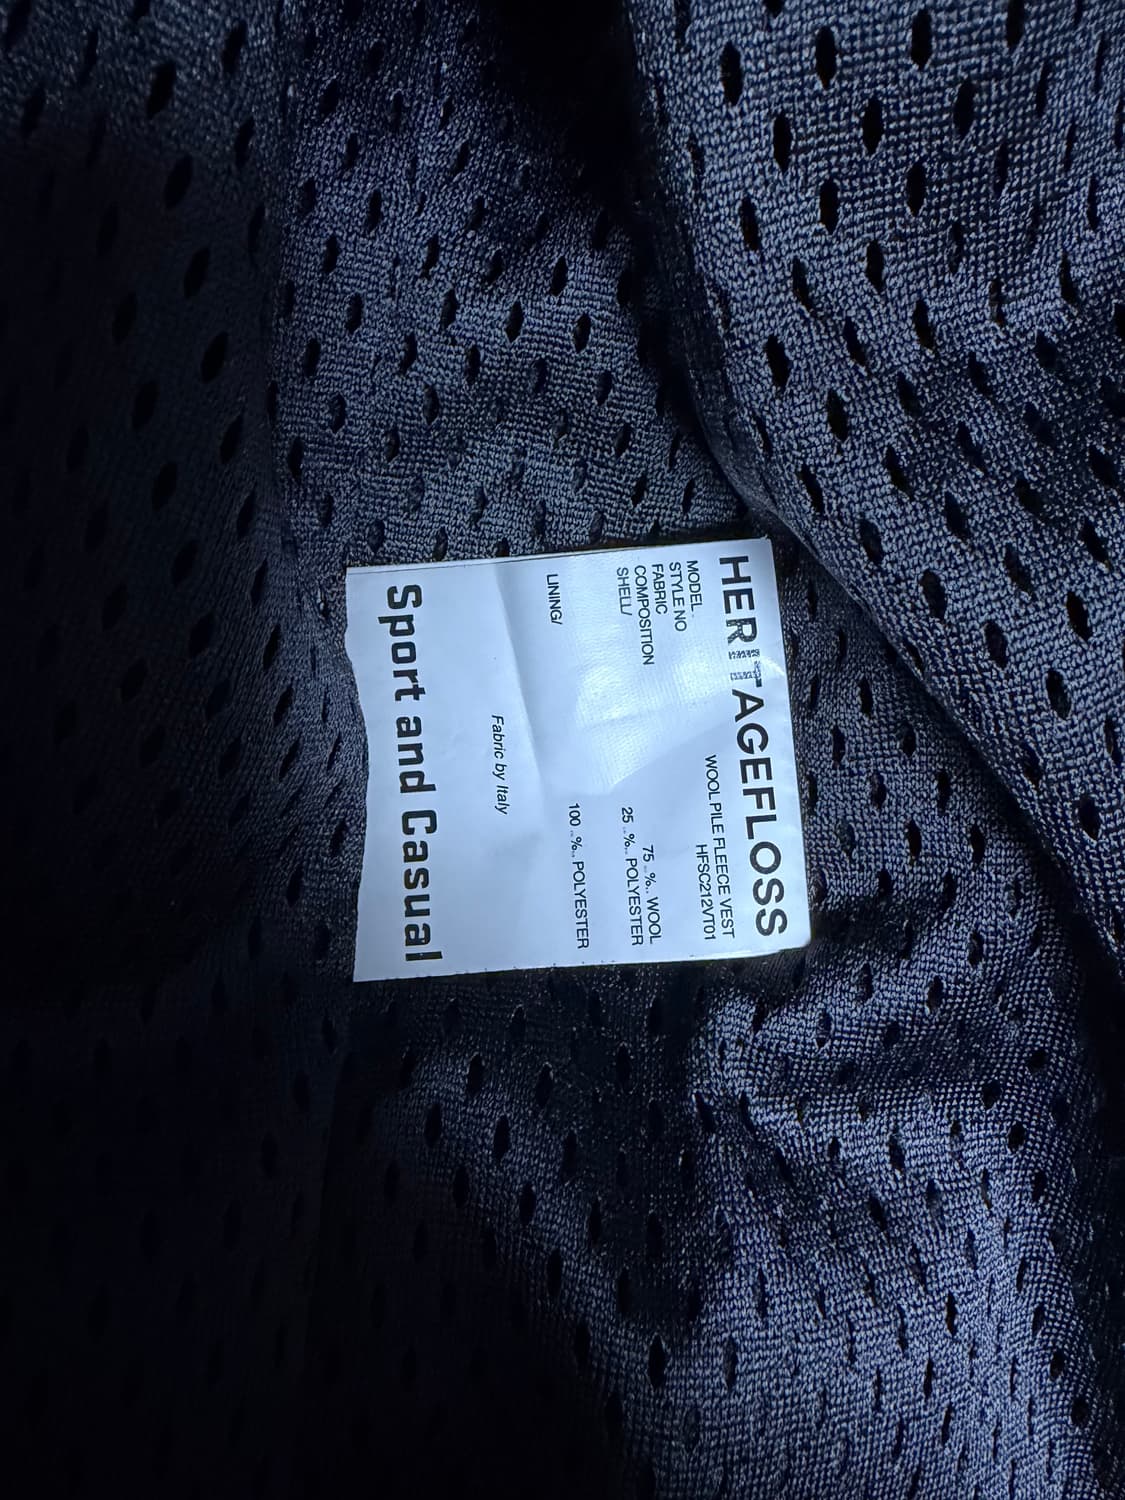 HERITAGEFLOSS
MODEL WOOL PILE FLEECE VEST
STYLE NO HFSC212VT01
FABRIC
COMPOSITION 75 % WOOL
SHELL/ 25 % POLYESTER
LINING/ 100 % POLYESTER
Fabric by Italy
Sport and Casual